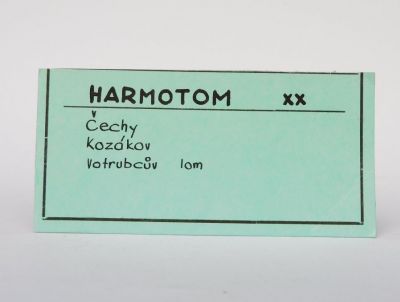 HARMOTOM xx
Čechy
Kozákov
Votrubcův lom